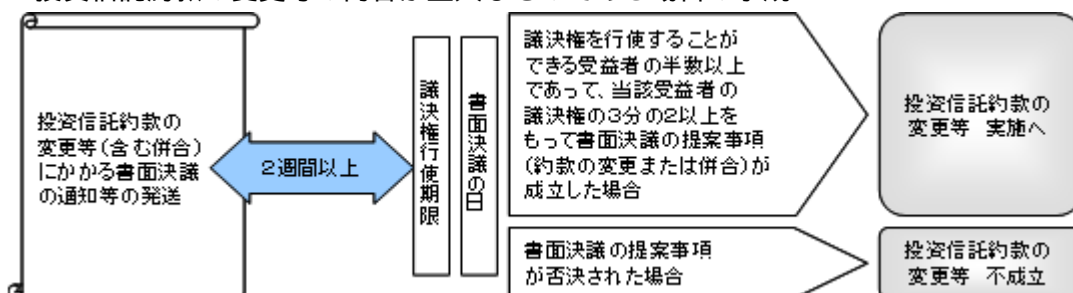 投資信託約款の
変更等(含む併合)
にかかる書面決議
の通知等の発送
2週間以上
議決権行使期限
書面決議の日
議決権を行使することが
できる受益者の半数以上
であって、当該受益者の
議決権の3分の2以上を
もって書面決議の提案事項
(約款の変更または併合)が
成立した場合
投資信託約款の
変更等 実施へ
書面決議の提案事項
が否決された場合
投資信託約款の
変更等 不成立